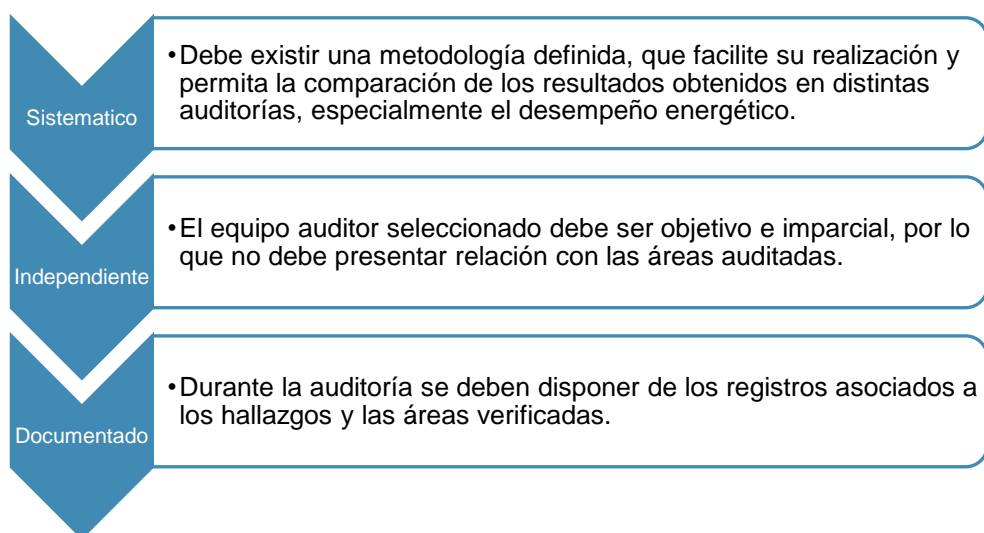 Sistematico
•Debe existir una metodología definida, que facilite su realización y
permita la comparación de los resultados obtenidos en distintas
auditorías, especialmente el desempeño energético.
Independiente
•El equipo auditor seleccionado debe ser objetivo e imparcial, por lo
que no debe presentar relación con las áreas auditadas.
Documentado
•Durante la auditoría se deben disponer de los registros asociados a
los hallazgos y las áreas verificadas.